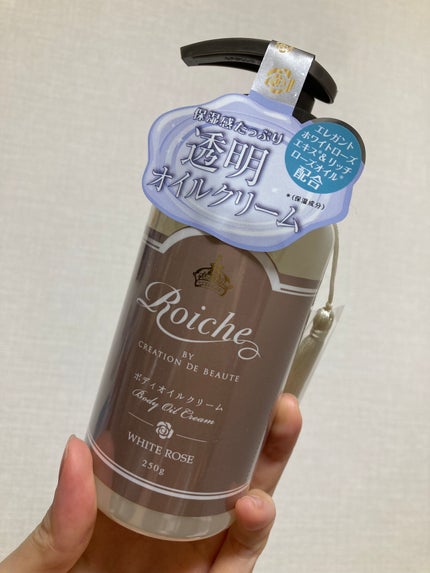 保湿感たっぷり
透明
オイルクリーム
エレガント
ホワイトローズ
エキス*&リッチ
ローズオイル*
配合
*(保湿成分)
Roiche
BY
CREATION DE BEAUTE
ボディオイルクリーム
Body Oil Cream
WHITE ROSE
250g